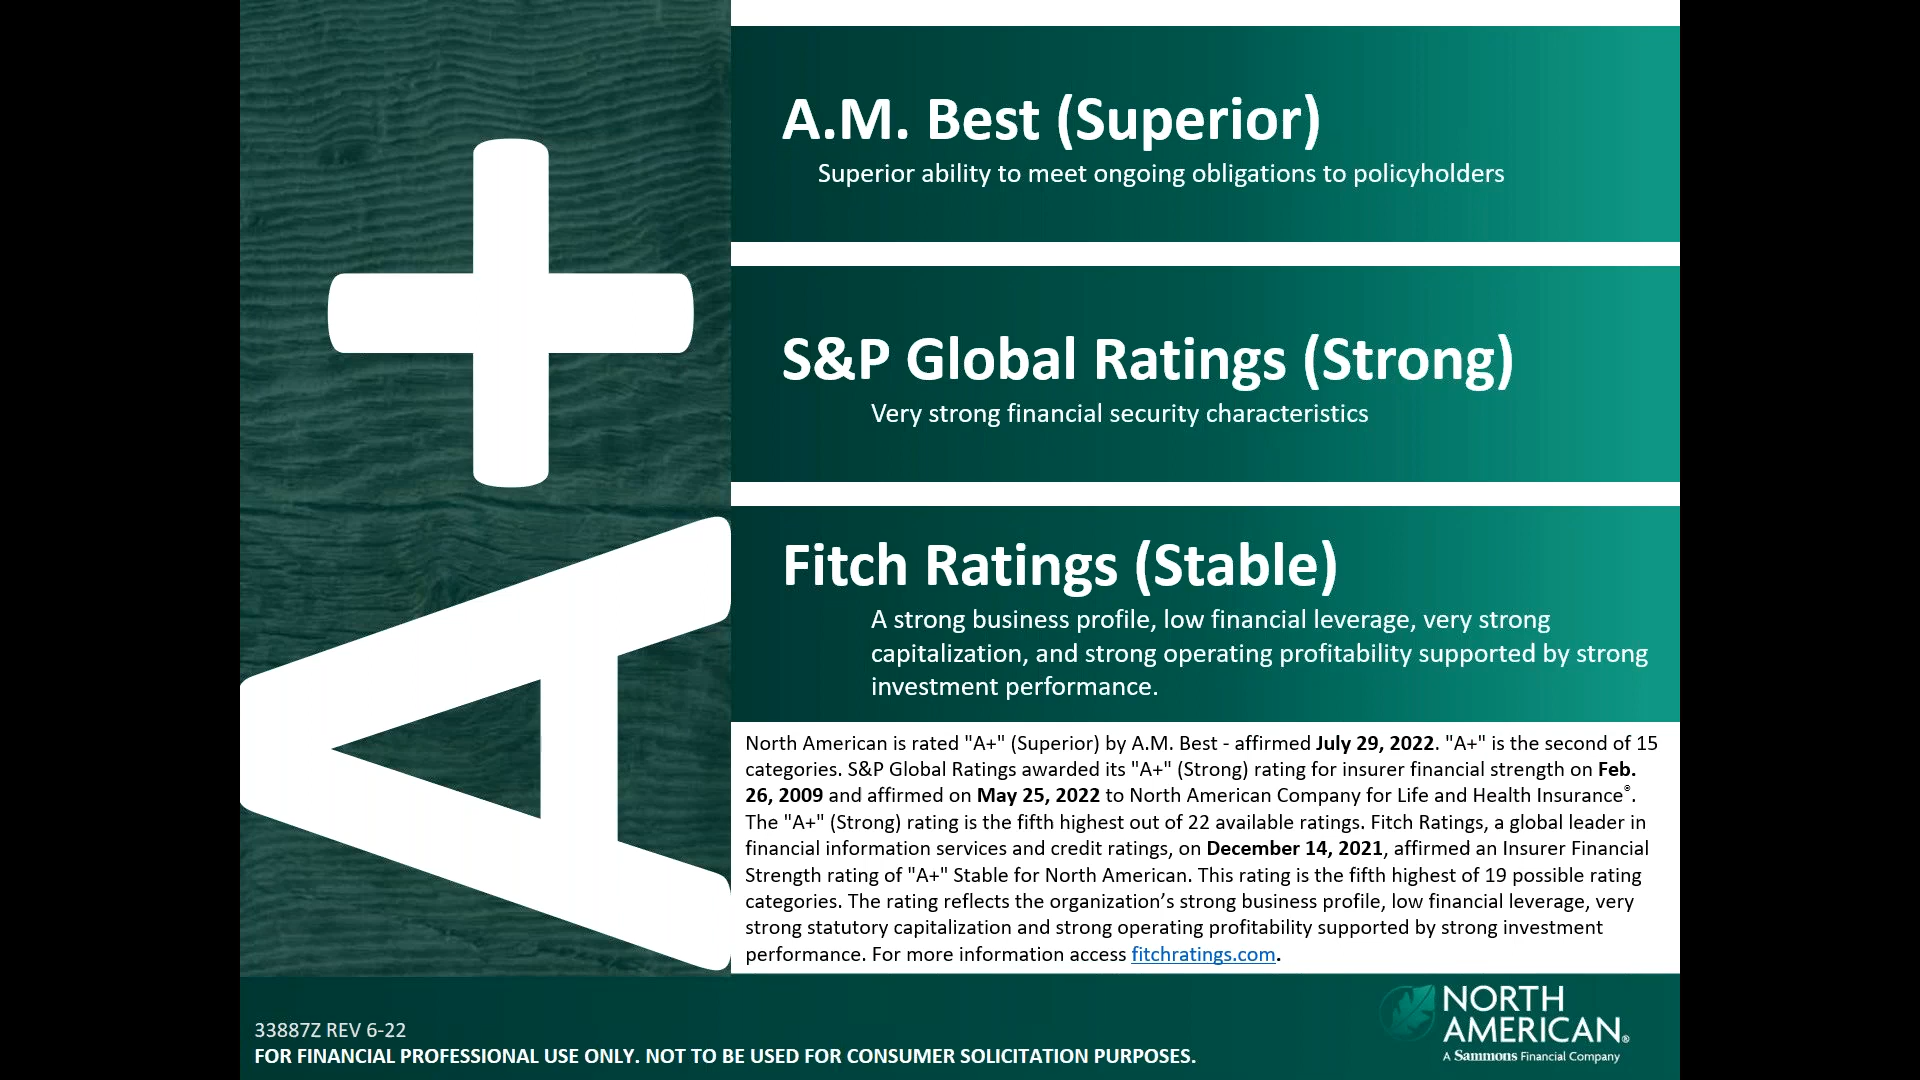 A+
A.M. Best (Superior)
Superior ability to meet ongoing obligations to policyholders
S&P Global Ratings (Strong)
Very strong financial security characteristics
Fitch Ratings (Stable)
A strong business profile, low financial leverage, very strong
capitalization, and strong operating profitability supported by strong
investment performance.
North American is rated "A+" (Superior) by A.M. Best - affirmed July 29, 2022. "A+" is the second of 15
categories. S&P Global Ratings awarded its "A+" (Strong) rating for insurer financial strength on Feb.
26, 2009 and affirmed on May 25, 2022 to North American Company for Life and Health Insurance®.
The "A+" (Strong) rating is the fifth highest out of 22 available ratings. Fitch Ratings, a global leader in
financial information services and credit ratings, on December 14, 2021, affirmed an Insurer Financial
Strength rating of "A+" Stable for North American. This rating is the fifth highest of 19 possible rating
categories. The rating reflects the organization’s strong business profile, low financial leverage, very
strong statutory capitalization and strong operating profitability supported by strong investment
performance. For more information access fitchratings.com.
33887Z REV 6-22
FOR FINANCIAL PROFESSIONAL USE ONLY. NOT TO BE USED FOR CONSUMER SOLICITATION PURPOSES.
NORTH
AMERICAN®
A Sammons Financial Company